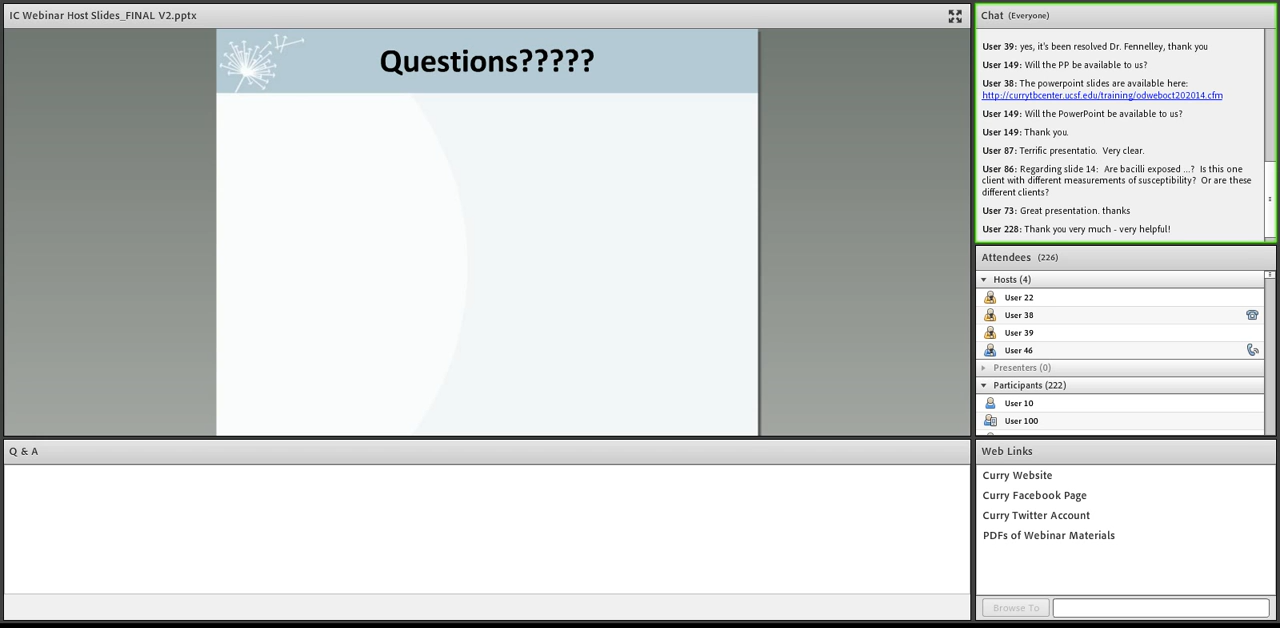 IC Webinar Host Slides_FINAL V2.pptx
Questions?????
Chat (Everyone)
User 39: yes, it's been resolved Dr. Fennelley, thank you
User 149: Will the PP be available to us?
User 38: The powerpoint slides are available here:
http://currytbcenter.ucsf.edu/training/odweboct202014.cfm
User 149: Will the PowerPoint be available to us?
User 149: Thank you.
User 87: Terrific presentatio.  Very clear.
User 86: Regarding slide 14:  Are bacilli exposed ...?  Is this one
client with different measurements of susceptibility?  Or are these
different clients?
User 73: Great presentation. thanks
User 228: Thank you very much - very helpful!
Attendees (226)
Hosts (4)
User 22
User 38
User 39
User 46
Presenters (0)
Participants (222)
User 10
User 100
Q & A
Web Links
Curry Website
Curry Facebook Page
Curry Twitter Account
PDFs of Webinar Materials
Browse To